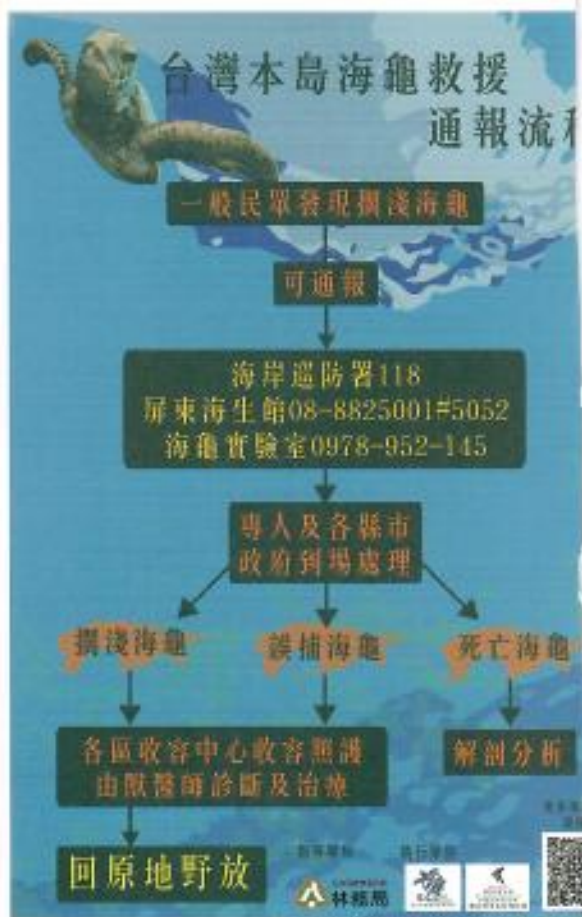 台灣本島海龜救援
通報流程
一般民眾發現擱淺海龜
可通報
海岸巡防署118
屏東海生館08-8825001#5052
海龜實驗室0978-952-145
專人及各縣市
政府到場處理
擱淺海龜
誤捕海龜
死亡海龜
各區收容中心收容照護
由獸醫師診斷及治療
解剖分析
回原地野放
林務局